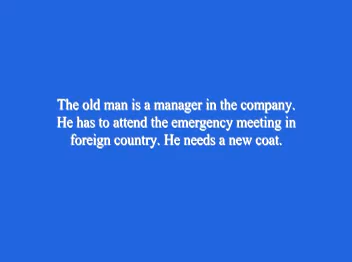 The old man is a manager in the company.
He has to attend the emergency meeting in
foreign country. He needs a new coat.